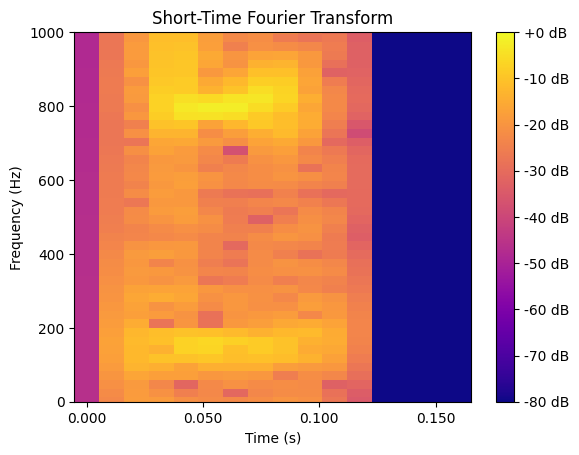 Short-Time Fourier Transform
Frequency (Hz)
1000
800
600
400
200
0
0.000
0.050
0.100
0.150
Time (s)
+0 dB
-10 dB
-20 dB
-30 dB
-40 dB
-50 dB
-60 dB
-70 dB
-80 dB